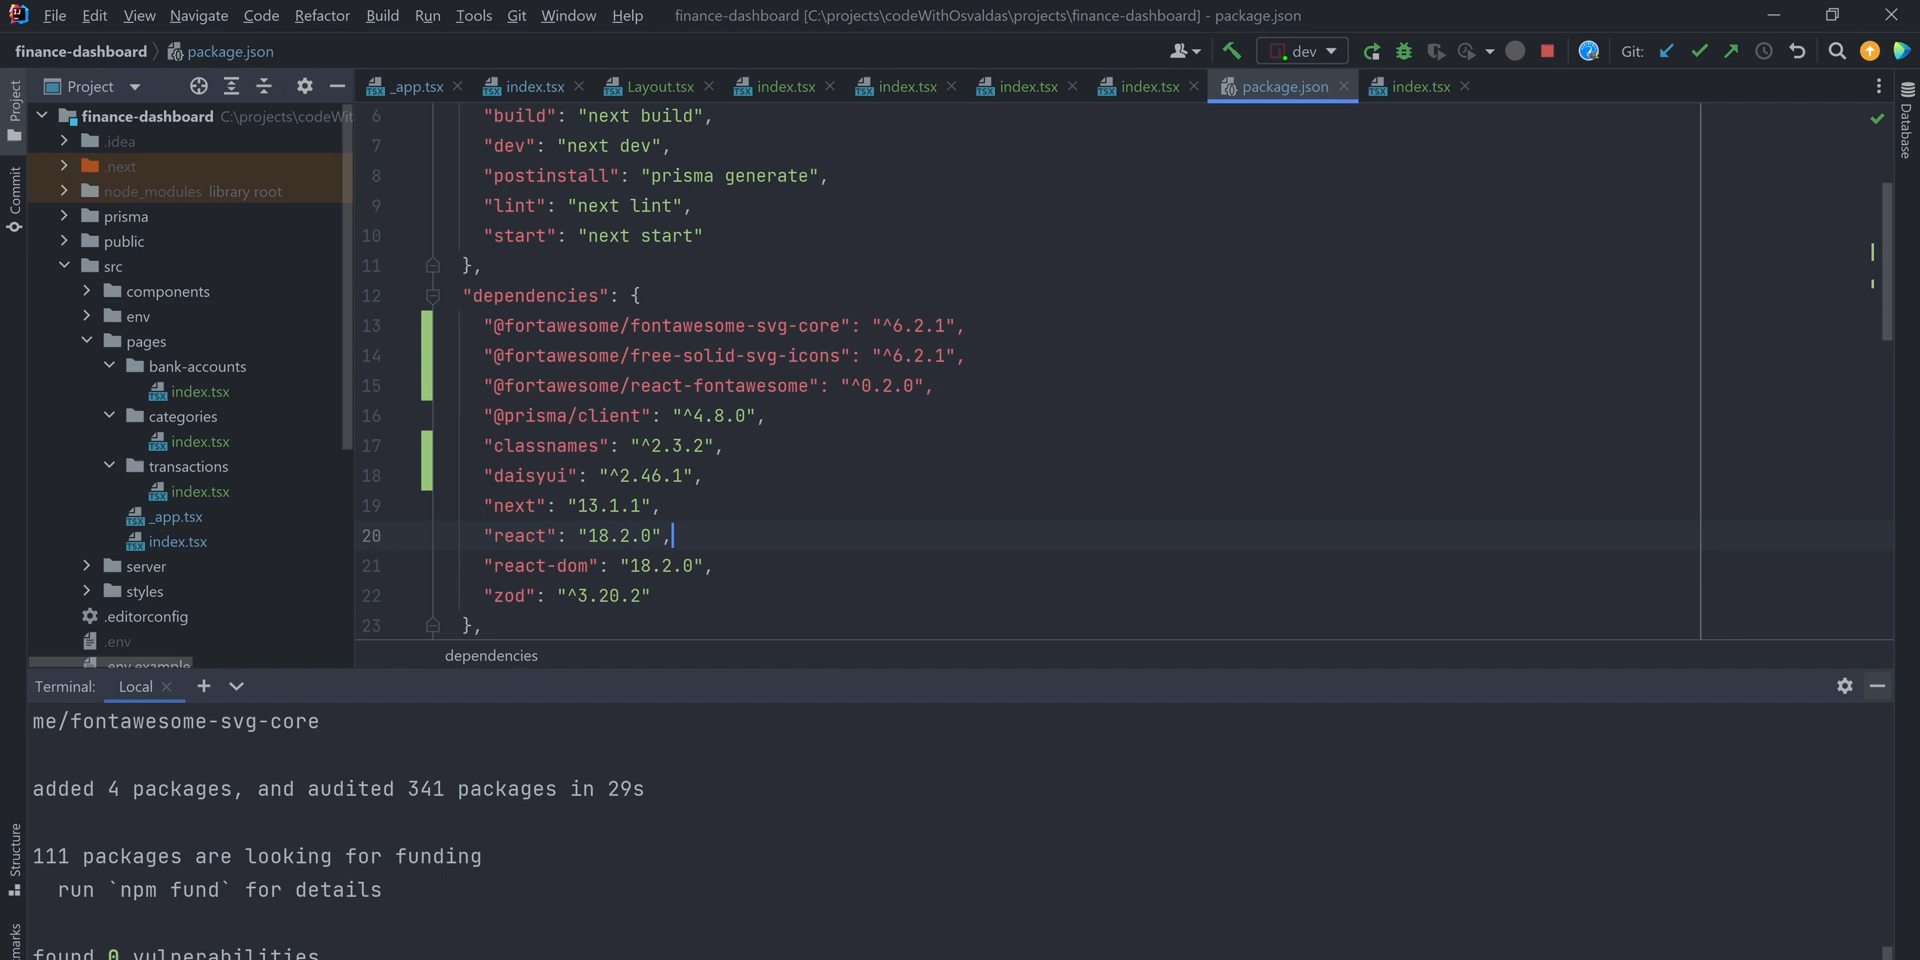 File Edit View Navigate Code Refactor Build Run Tools Git Window Help finance-dashboard [C:\projects\codeWithOsvaldas\projects\finance-dashboard] - package.json
finance-dashboard package.json dev Git:
Project _app.tsx index.tsx Layout.tsx index.tsx index.tsx index.tsx index.tsx package.json index.tsx
Project
Commit
Structure
Database
finance-dashboard C:\projects\codeWit
.idea
.next
node_modules library root
prisma
public
src
components
env
pages
bank-accounts
index.tsx
categories
index.tsx
transactions
index.tsx
_app.tsx
index.tsx
server
styles
.editorconfig
.env
.env.example
6 "build": "next build",
7 "dev": "next dev",
8 "postinstall": "prisma generate",
9 "lint": "next lint",
10 "start": "next start"
11 },
12 "dependencies": {
13 "@fortawesome/fontawesome-svg-core": "^6.2.1",
14 "@fortawesome/free-solid-svg-icons": "^6.2.1",
15 "@fortawesome/react-fontawesome": "^0.2.0",
16 "@prisma/client": "^4.8.0",
17 "classnames": "^2.3.2",
18 "daisyui": "^2.46.1",
19 "next": "13.1.1",
20 "react": "18.2.0",
21 "react-dom": "18.2.0",
22 "zod": "^3.20.2"
23 },
dependencies
Terminal: Local
me/fontawesome-svg-core
added 4 packages, and audited 341 packages in 29s
111 packages are looking for funding
run `npm fund` for details
found 0 vulnerabilities